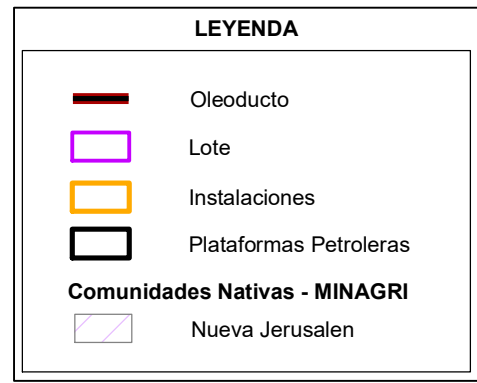 LEYENDA
Oleoducto
Lote
Instalaciones
Plataformas Petroleras
Comunidades Nativas - MINAGRI
Nueva Jerusalen